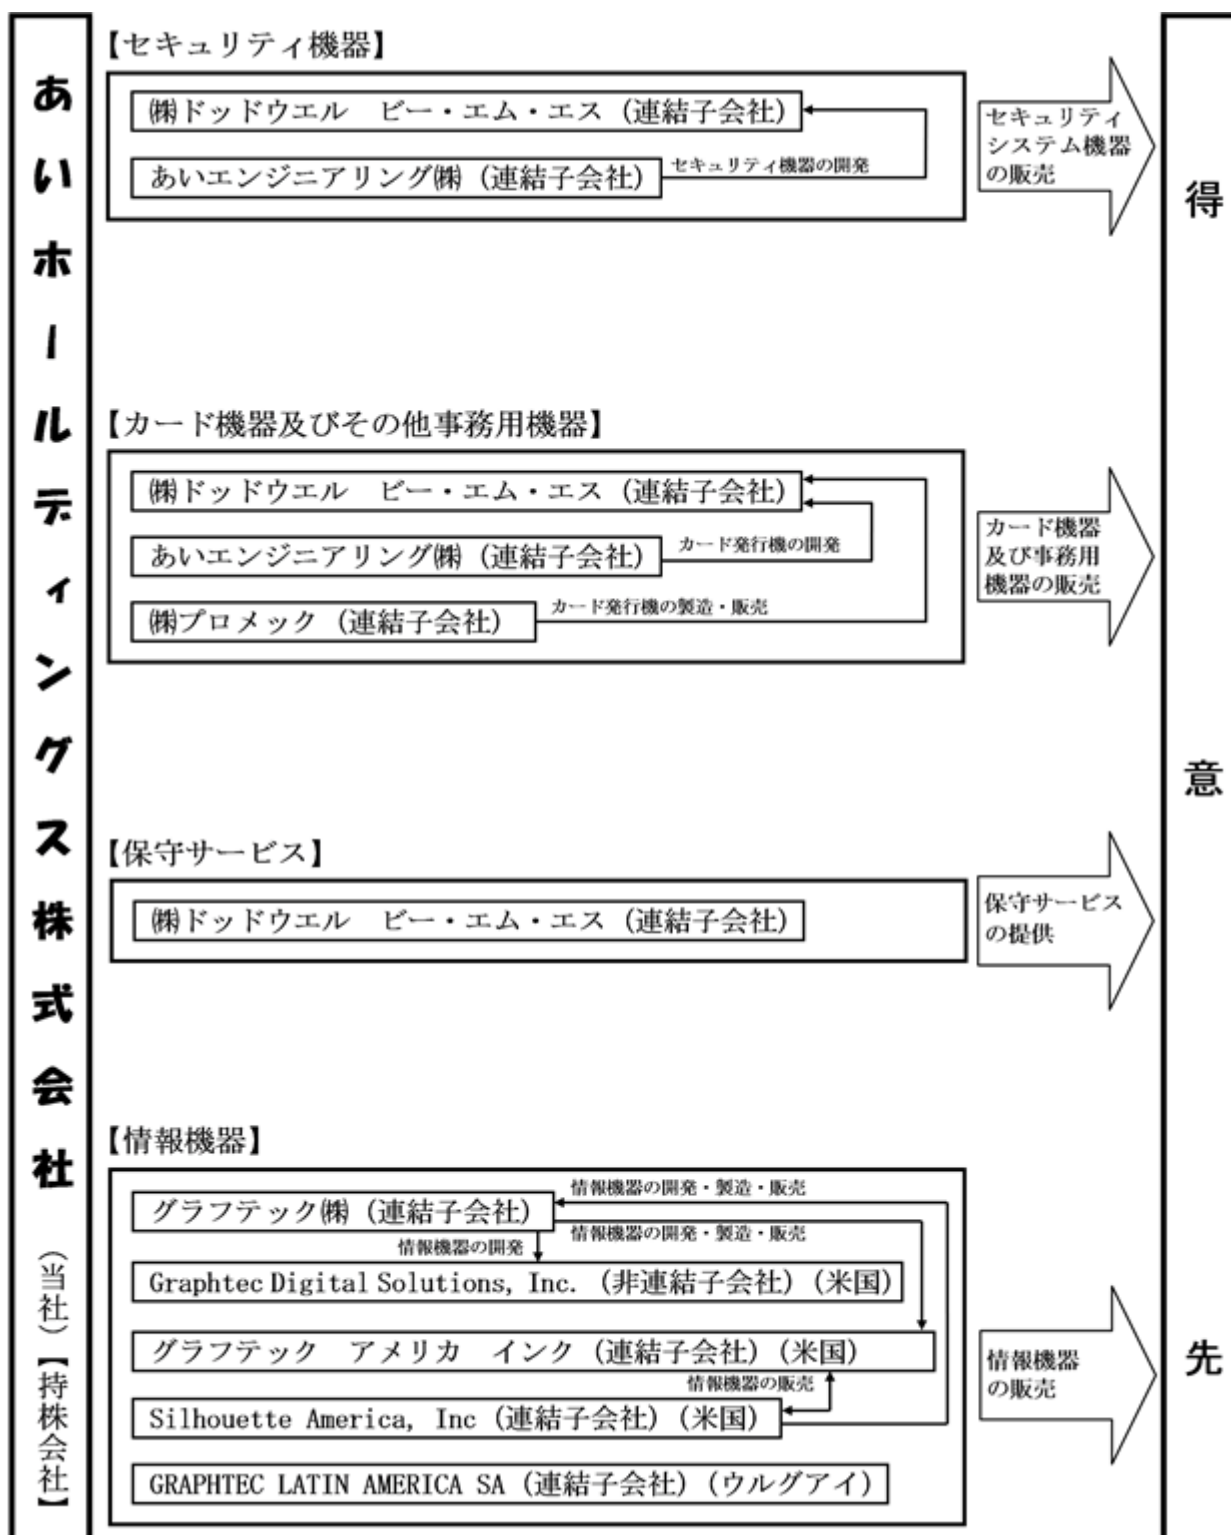 あいホールディングス株式会社
（当社）【持株会社】
【セキュリティ機器】
㈱ドッドウエル　ビー・エム・エス（連結子会社）
あいエンジニアリング㈱（連結子会社）
セキュリティ機器の開発
セキュリティ
システム機器
の販売
【カード機器及びその他事務用機器】
㈱ドッドウエル　ビー・エム・エス（連結子会社）
あいエンジニアリング㈱（連結子会社）
カード発行機の開発
㈱プロメック（連結子会社）
カード発行機の製造・販売
カード機器
及び事務用
機器の販売
【保守サービス】
㈱ドッドウエル　ビー・エム・エス（連結子会社）
保守サービス
の提供
【情報機器】
情報機器の開発・製造・販売
グラフテック㈱（連結子会社）
情報機器の開発・製造・販売
情報機器の開発
Graphtec Digital Solutions, Inc.（非連結子会社）（米国）
グラフテック　アメリカ　インク（連結子会社）（米国）
情報機器の販売
Silhouette America, Inc（連結子会社）（米国）
GRAPHTEC LATIN AMERICA SA（連結子会社）（ウルグアイ）
情報機器
の販売
得意先